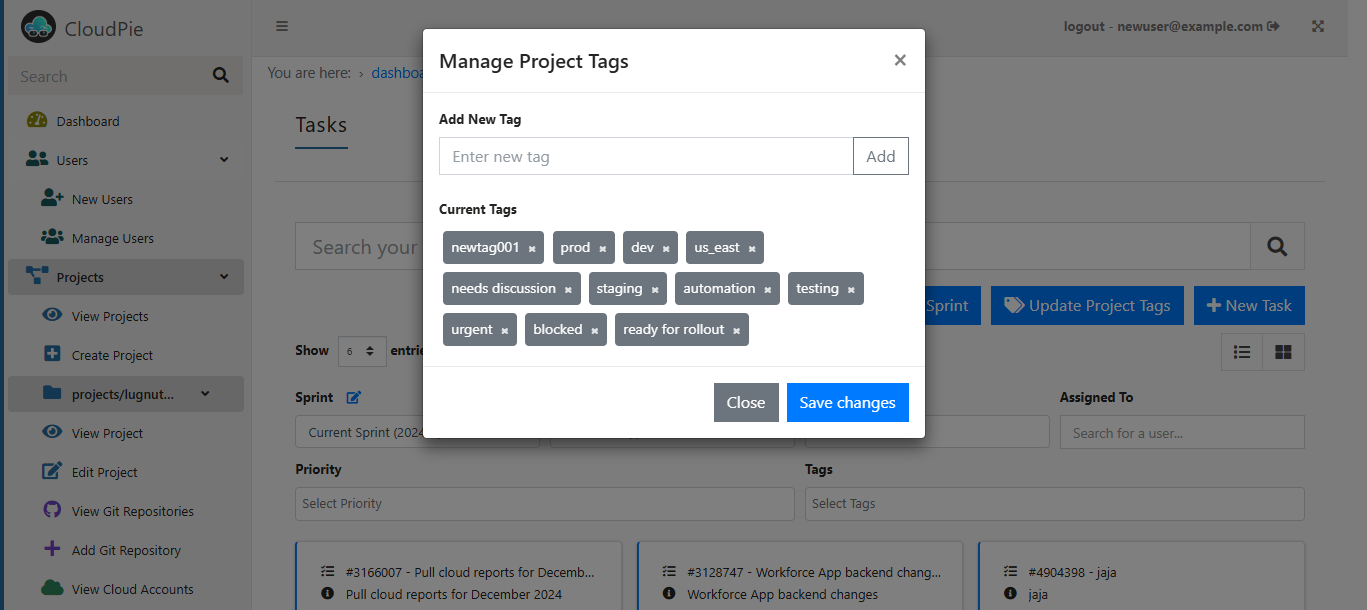 CloudPie
logout - newuser@example.com
Search
You are here: › dashboa
Dashboard
Users
New Users
Manage Users
Projects
View Projects
Create Project
projects/lugnut...
View Project
Edit Project
View Git Repositories
Add Git Repository
View Cloud Accounts
Manage Project Tags
×
Add New Tag
Enter new tag
Add
Current Tags
newtag001 × prod × dev × us_east ×
needs discussion × staging × automation × testing ×
urgent × blocked × ready for rollout ×
Close Save changes
Tasks
Search your
Sprint Update Project Tags New Task
Show 6 entrie
Sprint Assigned To
Current Sprint (2024 Search for a user...
Priority Tags
Select Priority Select Tags
#3166007 - Pull cloud reports for Decemb...
Pull cloud reports for December 2024
#3128747 - Workforce App backend chang...
Workforce App backend changes
#4904398 - jaja
jaja